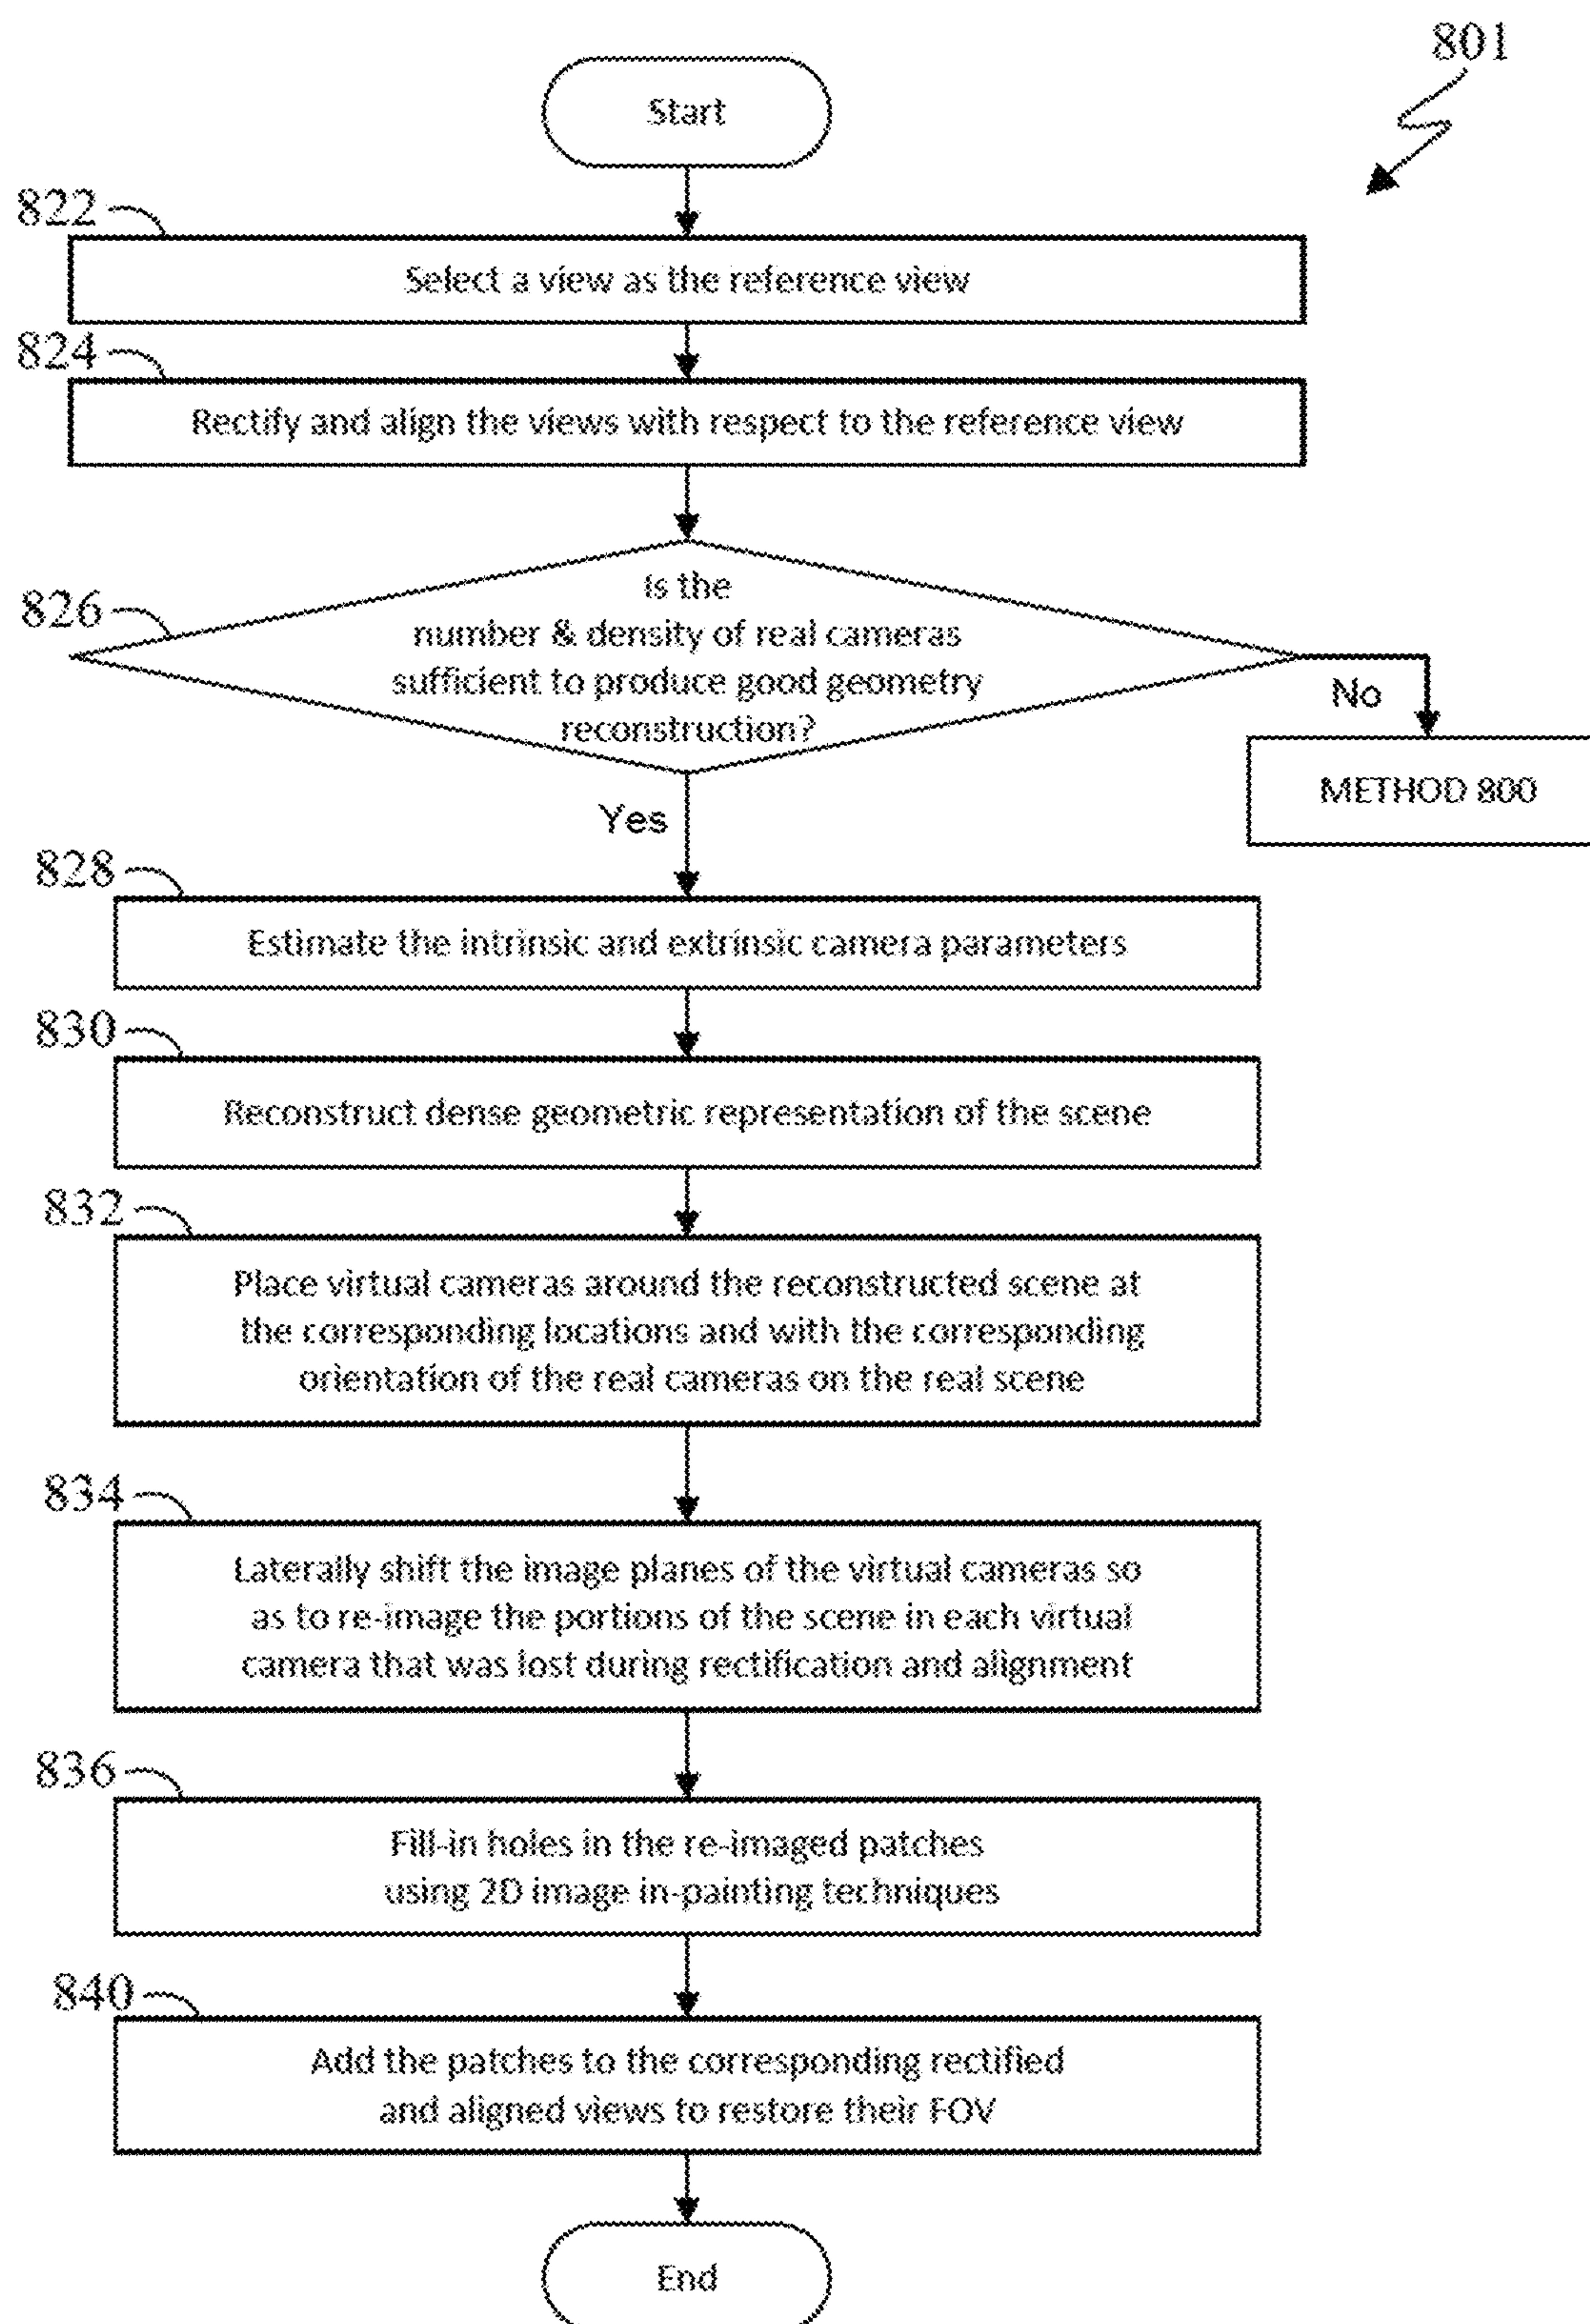 801
Start
822
Select a view as the reference view
824
Rectify and align the views with respect to the reference view
826
Is the
number & density of real cameras
sufficient to produce good geometry
reconstruction?
No
METHOD 800
Yes
828
Estimate the intrinsic and extrinsic camera parameters
830
Reconstruct dense geometric representation of the scene
832
Place virtual cameras around the reconstructed scene at
the corresponding locations and with the corresponding
orientation of the real cameras on the real scene
834
Laterally shift the image planes of the virtual cameras so
as to re-image the portions of the scene in each virtual
camera that was lost during rectification and alignment
836
Fill-in holes in the re-imaged patches
using 2D image in-painting techniques
840
Add the patches to the corresponding rectified
and aligned views to restore their FOV
End